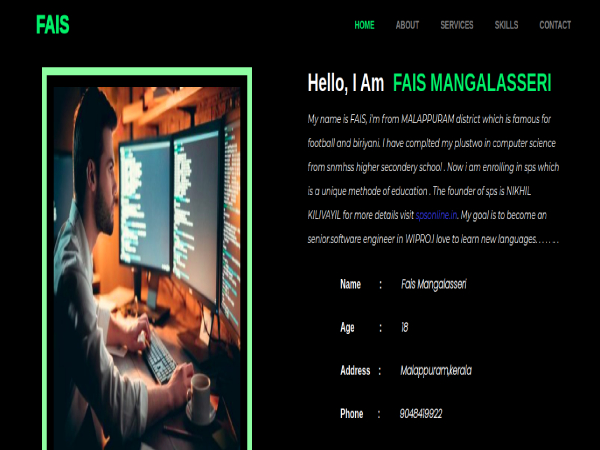 FAIS
HOME ABOUT SERVICES SKILLS CONTACT
Hello, I Am FAIS MANGALASSERI
My name is FAIS, i'm from MALAPPURAM district which is famous for
football and biriyani. I have complted my plustwo in computer science
from snmhss higher secondery school . Now i am enrolling in sps which
is a unique methode of education . The founder of sps is NIKHIL
KILIVAYIL for more details visit spsonline.in. My goal is to become an
senior.software engineer in WIPRO.I love to learn new languages.......
Name : Fais Mangalasseri
Age : 18
Address : Malappuram,kerala
Phone : 9048419922